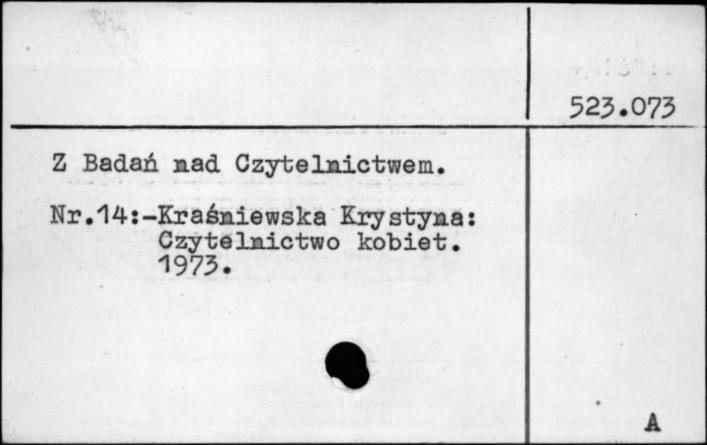 523.073
Z Badań nad Czytelnictwem.
Nr.14:-Kraśniewska Krystyna:
Czytelnictwo kobiet.
1973.
A